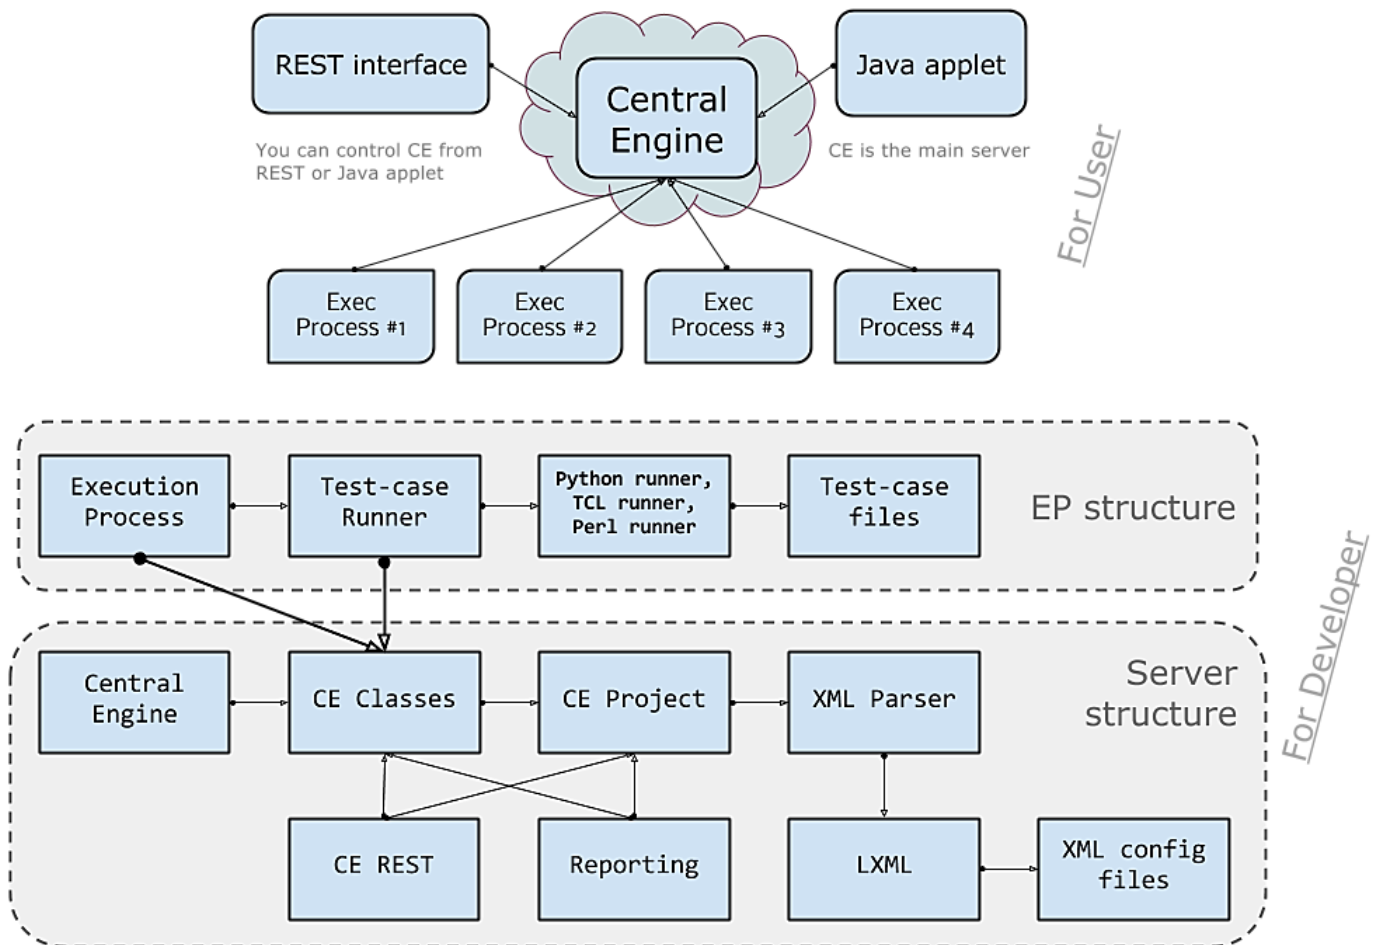 REST interface
Central
Engine
Java applet
You can control CE from
REST or Java applet
CE is the main server
For User
Exec
Process #1
Exec
Process #2
Exec
Process #3
Exec
Process #4
Execution
Process
Test-case
Runner
Python runner,
TCL runner,
Perl runner
Test-case
files
EP structure
For Developer
Central
Engine
CE Classes
CE Project
XML Parser
Server
structure
CE REST
Reporting
LXML
XML config
files